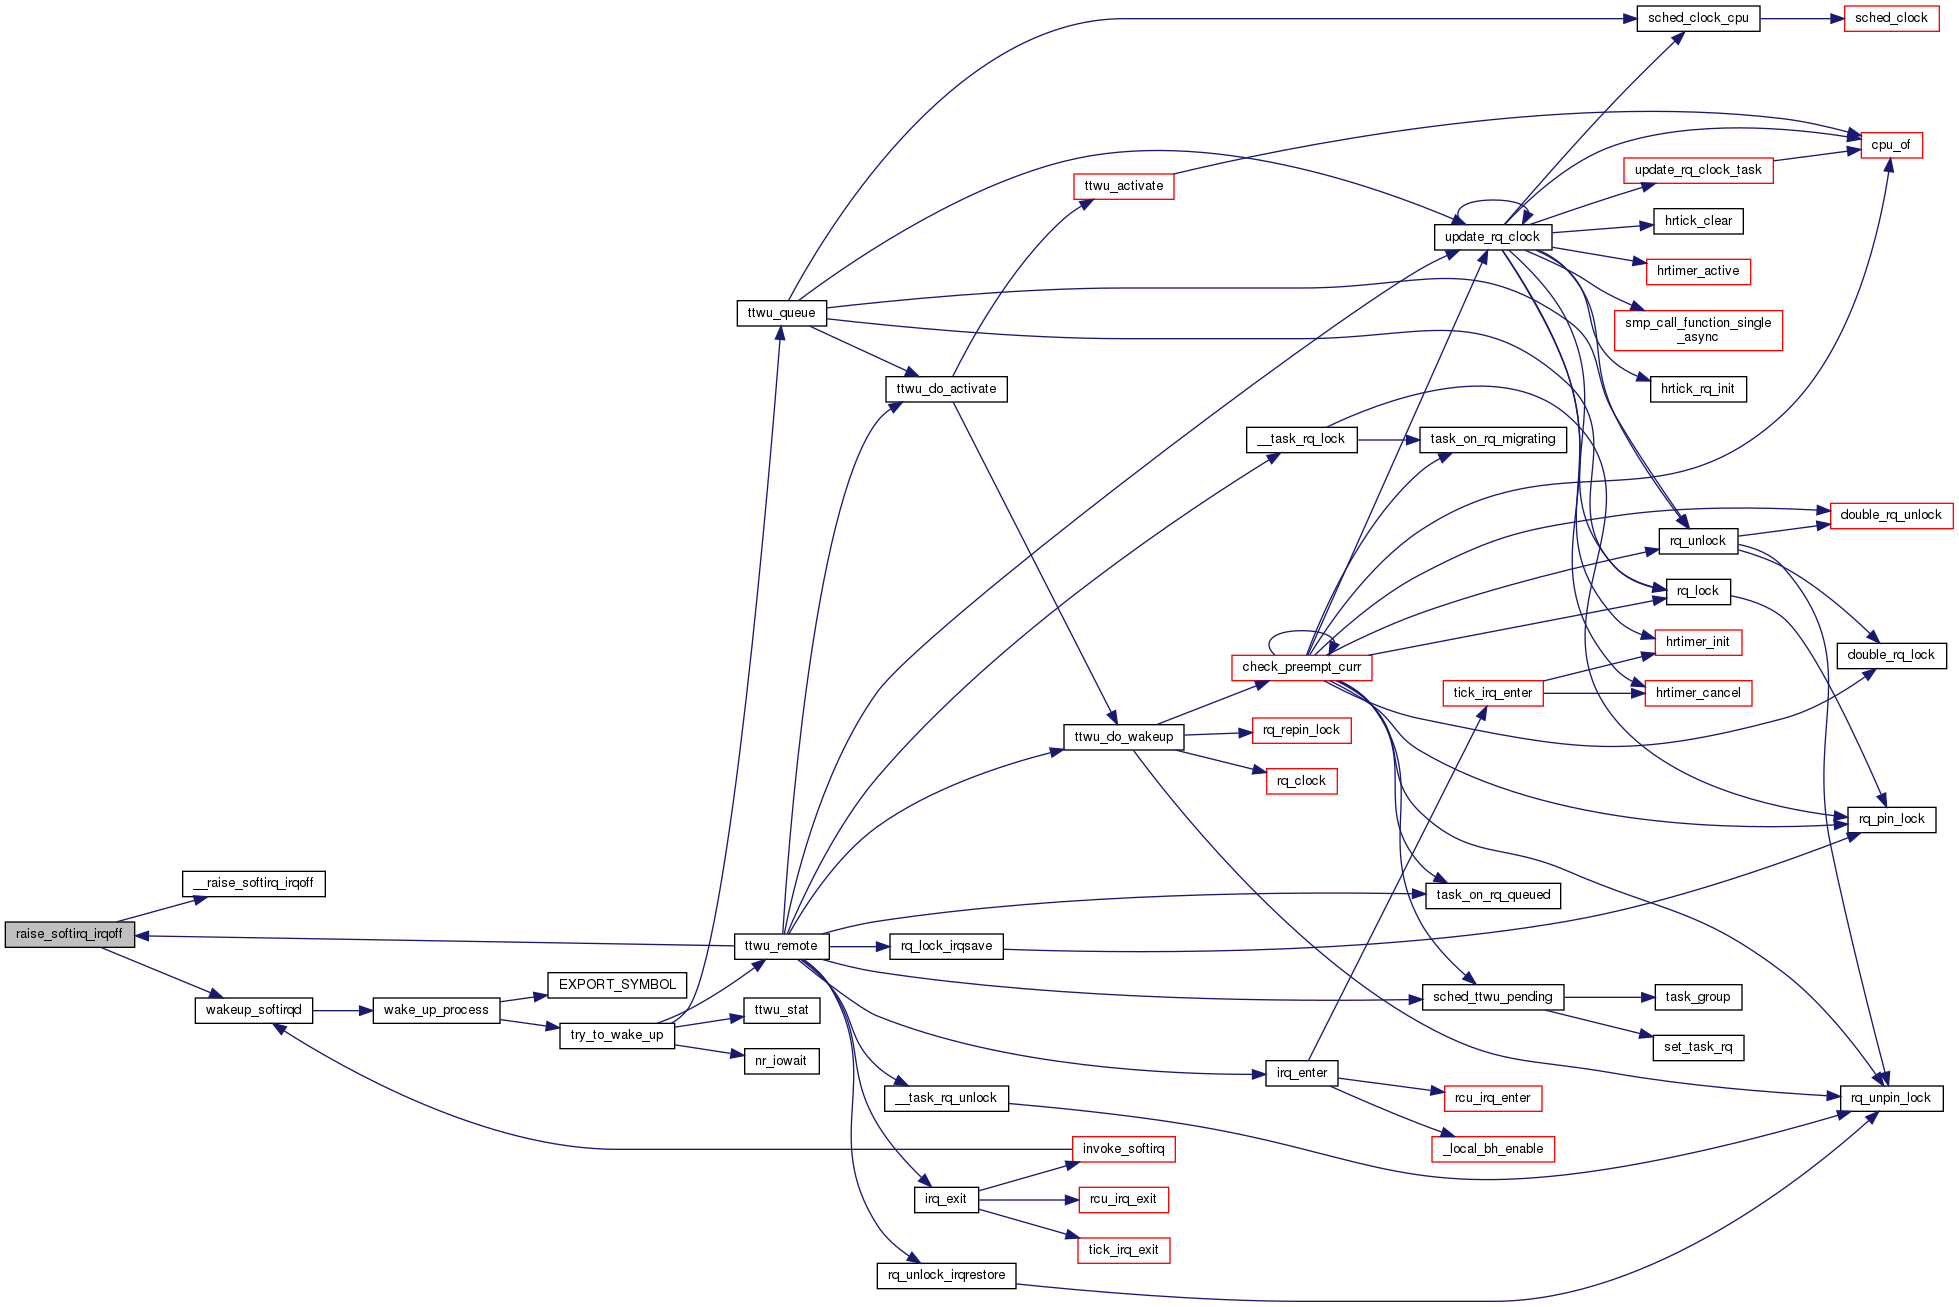 sched_clock_cpu
sched_clock
cpu_of
update_rq_clock_task
ttwu_activate
hrtick_clear
update_rq_clock
hrtimer_active
ttwu_queue
smp_call_function_single
_async
ttwu_do_activate
hrtick_rq_init
__task_rq_lock
task_on_rq_migrating
double_rq_unlock
rq_unlock
rq_lock
hrtimer_init
double_rq_lock
check_preempt_curr
tick_irq_enter
hrtimer_cancel
rq_repin_lock
ttwu_do_wakeup
rq_clock
rq_pin_lock
__raise_softirq_irqoff
task_on_rq_queued
raise_softirq_irqoff
ttwu_remote
rq_lock_irqsave
EXPORT_SYMBOL
sched_ttwu_pending
task_group
wakeup_softirqd
wake_up_process
ttwu_stat
try_to_wake_up
set_task_rq
nr_iowait
irq_enter
__task_rq_unlock
rcu_irq_enter
rq_unpin_lock
invoke_softirq
_local_bh_enable
irq_exit
rcu_irq_exit
tick_irq_exit
rq_unlock_irqrestore